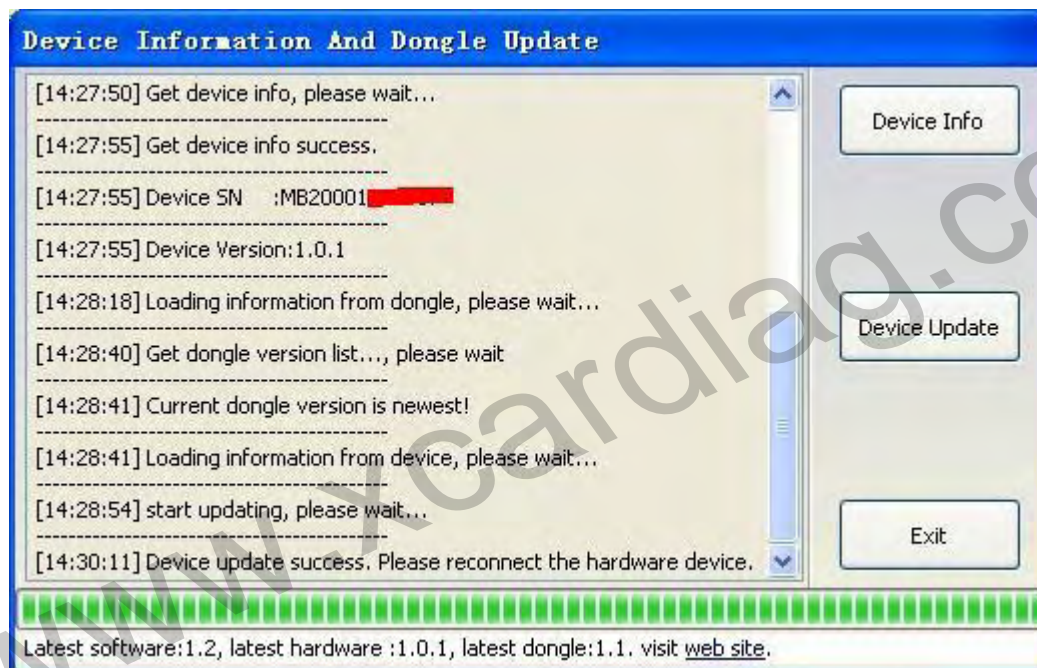 Device Information And Dongle Update
[14:27:50] Get device info, please wait...
--------------------------------------------
[14:27:55] Get device info success.
--------------------------------------------
[14:27:55] Device SN :MB20001
--------------------------------------------
[14:27:55] Device Version:1.0.1
--------------------------------------------
[14:28:18] Loading information from dongle, please wait...
--------------------------------------------
[14:28:40] Get dongle version list..., please wait
--------------------------------------------
[14:28:41] Current dongle version is newest!
--------------------------------------------
[14:28:41] Loading information from device, please wait...
--------------------------------------------
[14:28:54] start updating, please wait...
--------------------------------------------
[14:30:11] Device update success. Please reconnect the hardware device.
Device Info
Device Update
Exit
Latest software:1.2, latest hardware :1.0.1, latest dongle:1.1. visit web site.
www.xcardiag.co